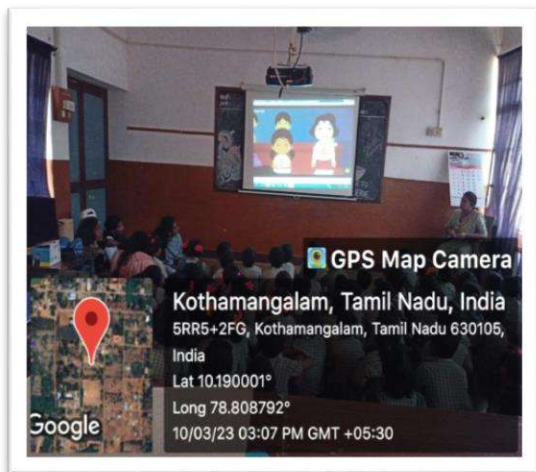 GPS Map Camera
Kothamangalam, Tamil Nadu, India
5RR5+2FG, Kothamangalam, Tamil Nadu 630105,
India
Lat 10.190001°
Long 78.808792°
10/03/23 03:07 PM GMT +05:30
Google